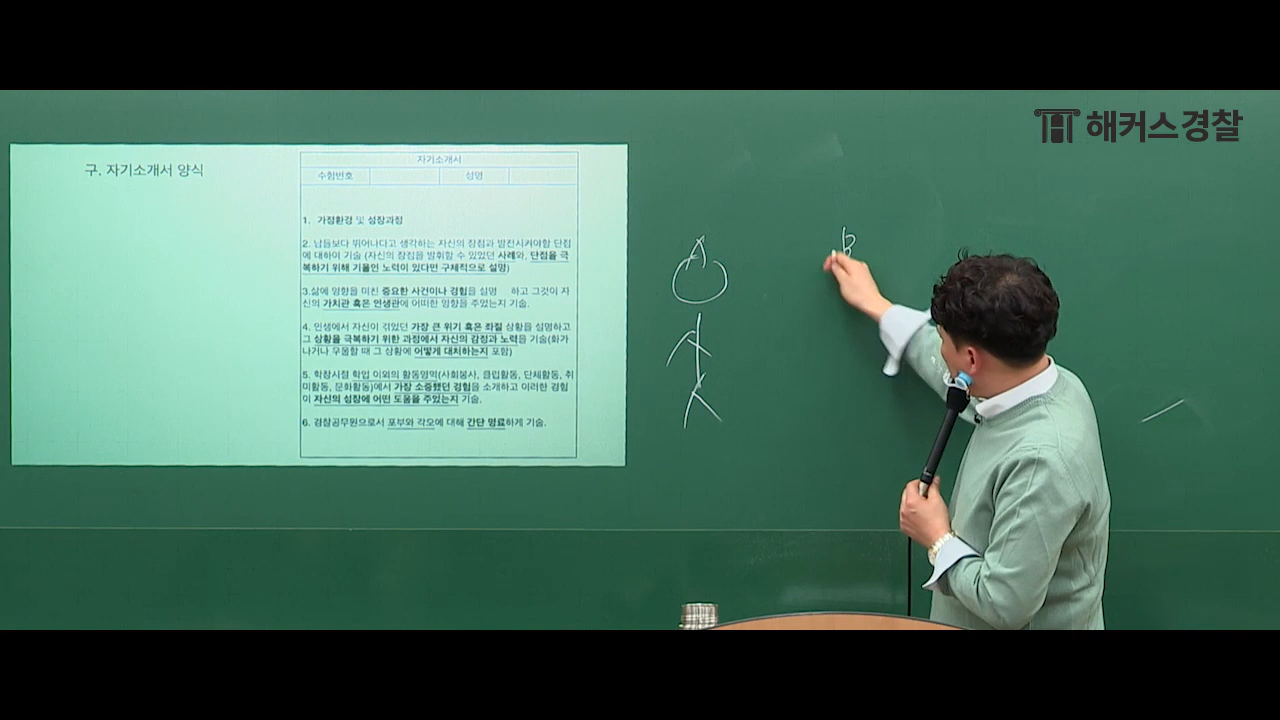 해커스경찰
구. 자기소개서 양식
자기소개서
수험번호 성명
1. 가정환경 및 성장과정
2. 남들보다 뛰어나다고 생각하는 자신의 장점과 발전시켜야할 단점
에 대하여 기술 (자신의 장점을 발휘할 수 있었던 사례와, 단점을 극
복하기 위해 기울인 노력이 있다면 구체적으로 설명)
3.삶에 영향을 미친 중요한 사건이나 경험을 설명 하고 그것이 자
신의 가치관 혹은 인생관에 어떠한 영향을 주었는지 기술.
4. 인생에서 자신이 겪었던 가장 큰 위기 혹은 좌절 상황을 설명하고
그 상황을 극복하기 위한 과정에서 자신의 감정과 노력을 기술(화가
나거나 우울할 때 그 상황에 어떻게 대처하는지 포함)
5. 학창시절 학업 이외의 활동영역(사회봉사, 클럽활동, 단체활동, 취
미활동, 문화활동)에서 가장 소중했던 경험을 소개하고 이러한 경험
이 자신의 성장에 어떤 도움을 주었는지 기술.
6. 경찰공무원으로서 포부와 각오에 대해 간단 명료하게 기술.
A
B